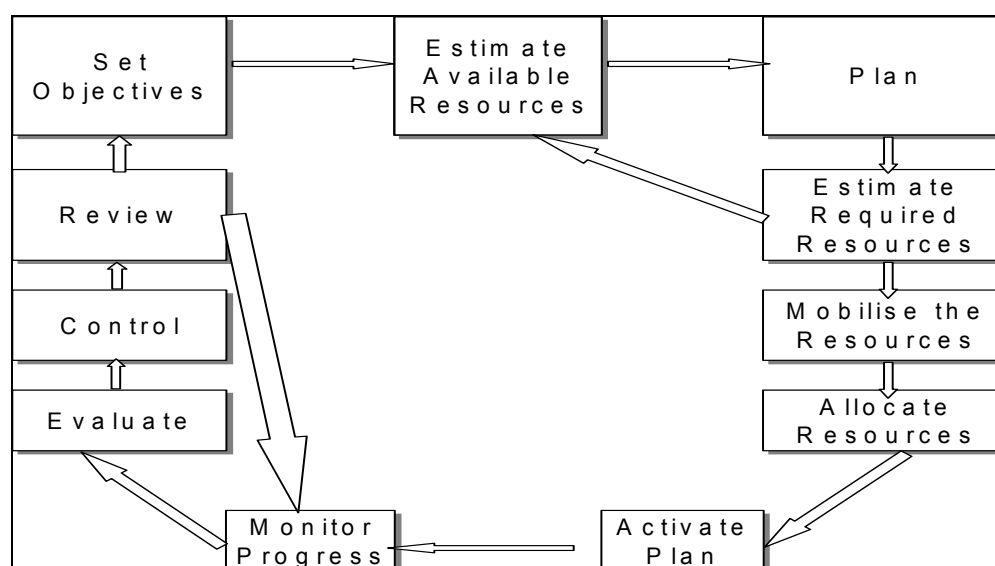 Set
Objectives
Estimate
Available
Resources
Plan
Estimate
Required
Resources
Mobilise the
Resources
Allocate
Resources
Activate
Plan
Monitor
Progress
Evaluate
Control
Review